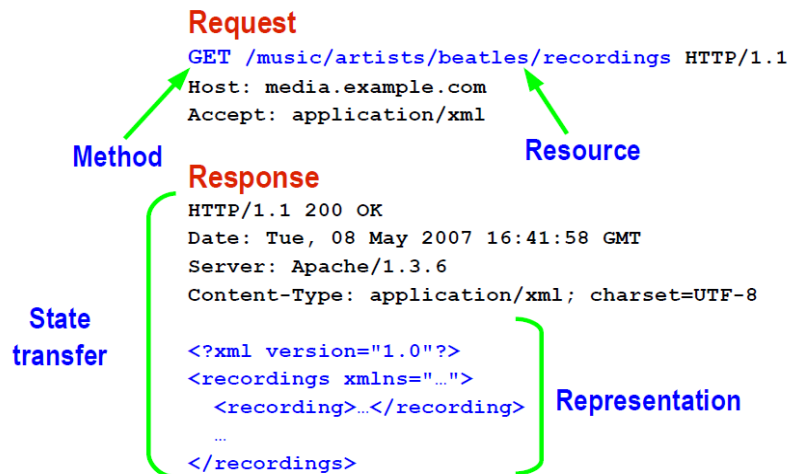 Request
GET /music/artists/beatles/recordings HTTP/1.1
Host: media.example.com
Accept: application/xml
Method
Resource
Response
HTTP/1.1 200 OK
Date: Tue, 08 May 2007 16:41:58 GMT
Server: Apache/1.3.6
Content-Type: application/xml; charset=UTF-8
State
transfer
<?xml version="1.0"?>
<recordings xmlns="…">
<recording>…</recording>
…
</recordings>
Representation